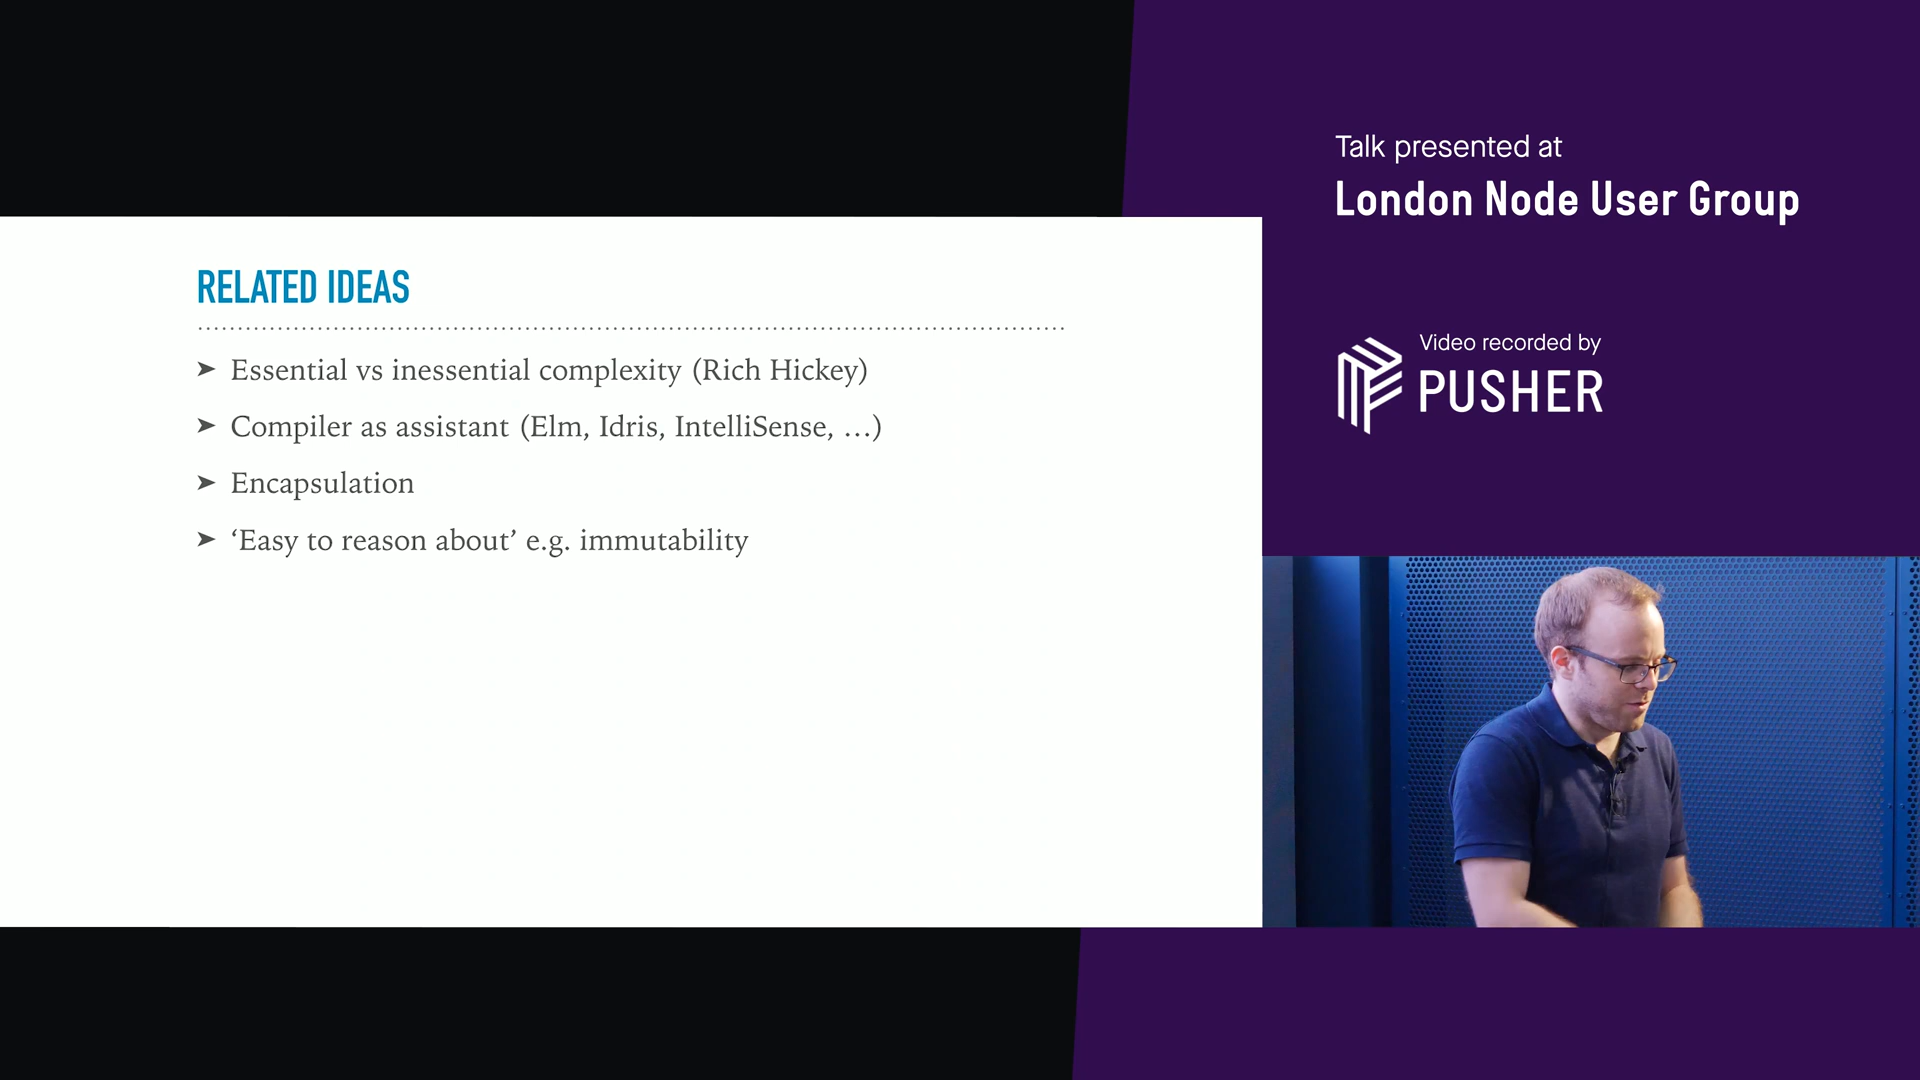 RELATED IDEAS
➤ Essential vs inessential complexity (Rich Hickey)
➤ Compiler as assistant (Elm, Idris, IntelliSense, …)
➤ Encapsulation
➤ ‘Easy to reason about’ e.g. immutability
Talk presented at
London Node User Group
Video recorded by
PUSHER